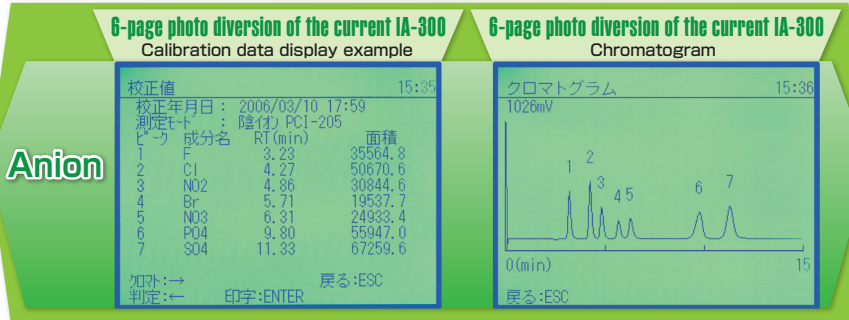 6-page photo diversion of the current IA-300
Calibration data display example
6-page photo diversion of the current IA-300
Chromatogram
Anion
校正値 15:35
校正年月日: 2006/03/10 17:59
測定モード : 陰イオン PCI-205
ピーク 成分名 RT(min) 面積
1 F 3.23 35564.8
2 Cl 4.27 50670.6
3 NO2 4.86 30844.6
4 Br 5.71 19537.7
5 NO3 6.31 24933.4
6 PO4 9.80 55947.0
7 SO4 11.33 67259.6
クロマト:→ 戻る:ESC
判定:← 印字:ENTER
クロマトグラム 15:36
1026mV
1 2 3 4 5 6 7
0(min) 15
戻る:ESC